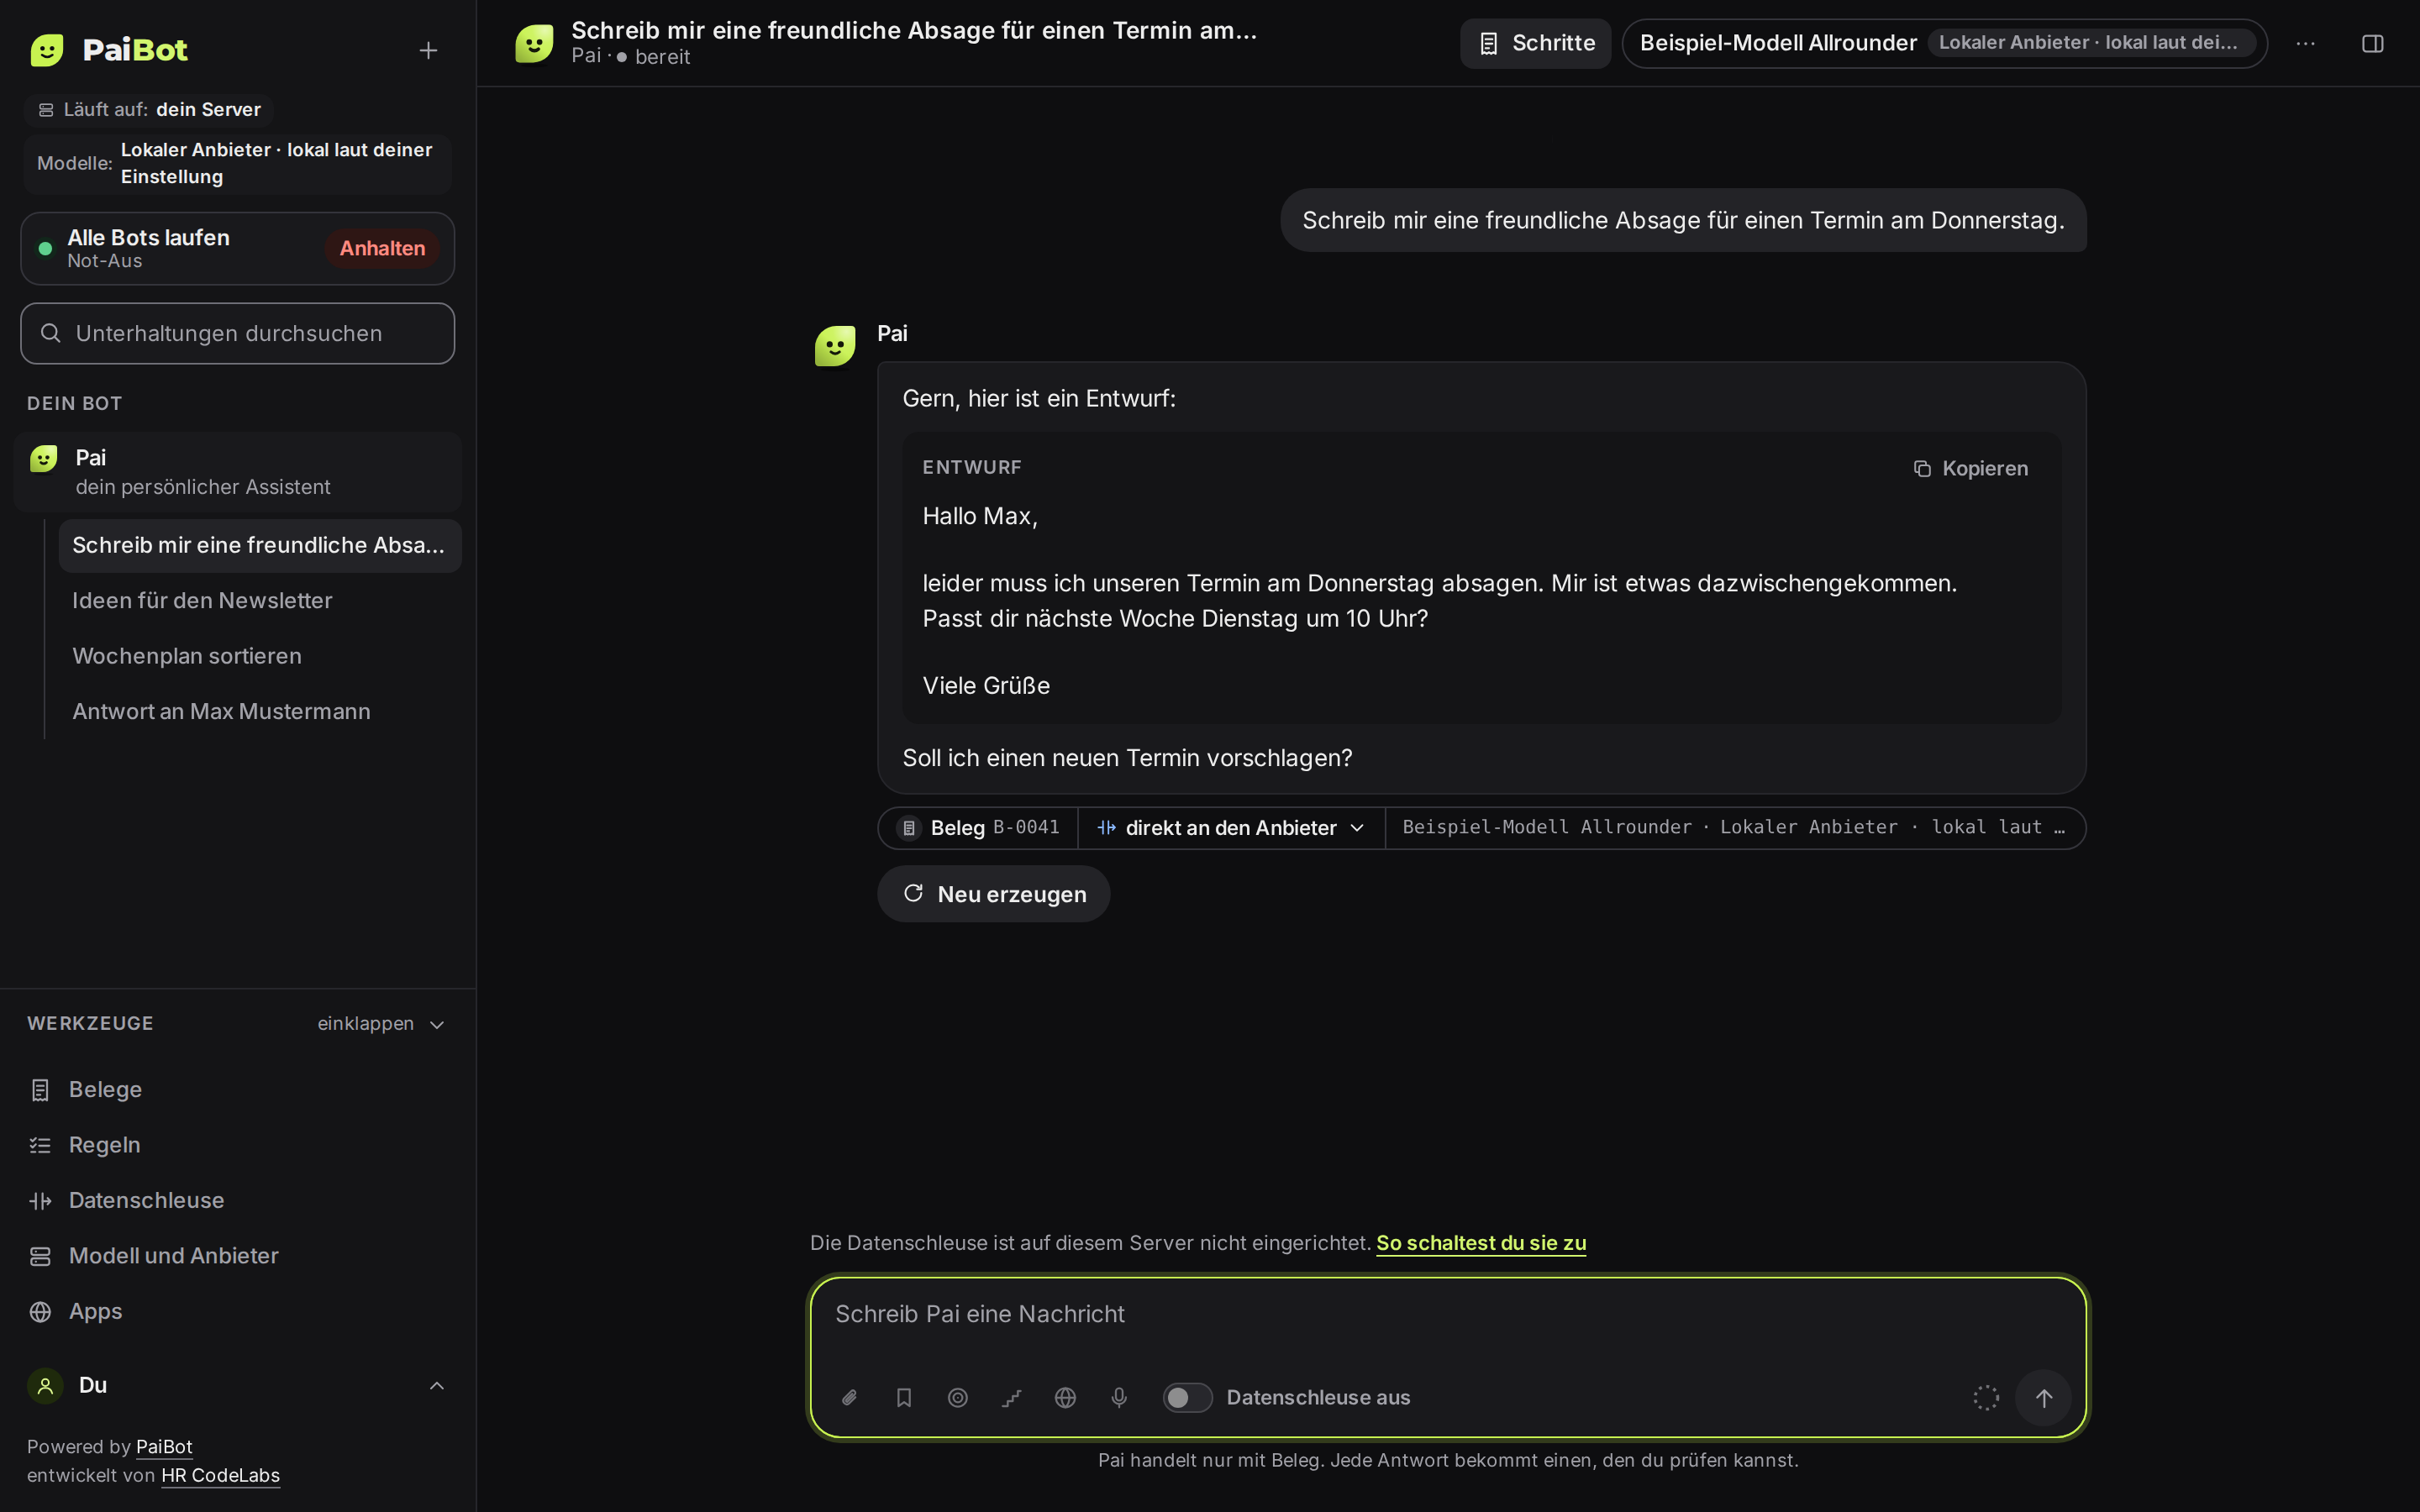 PaiBot
Läuft auf: dein Server
Modelle: Lokaler Anbieter · lokal laut deiner
Einstellung
Alle Bots laufen
Not-Aus
Anhalten
Unterhaltungen durchsuchen
DEIN BOT
Pai
dein persönlicher Assistent
Schreib mir eine freundliche Absa...
Ideen für den Newsletter
Wochenplan sortieren
Antwort an Max Mustermann
WERKZEUGE
einklappen
Belege
Regeln
Datenschleuse
Modell und Anbieter
Apps
Du
Powered by PaiBot
entwickelt von HR CodeLabs
Schreib mir eine freundliche Absage für einen Termin am...
Pai · bereit
Schritte
Beispiel-Modell Allrounder Lokaler Anbieter · lokal laut dei...
Schreib mir eine freundliche Absage für einen Termin am Donnerstag.
Pai
Gern, hier ist ein Entwurf:
ENTWURF
Kopieren
Hallo Max,
leider muss ich unseren Termin am Donnerstag absagen. Mir ist etwas dazwischengekommen.
Passt dir nächste Woche Dienstag um 10 Uhr?
Viele Grüße
Soll ich einen neuen Termin vorschlagen?
Beleg B-0041 direkt an den Anbieter Beispiel-Modell Allrounder · Lokaler Anbieter · lokal laut …
Neu erzeugen
Die Datenschleuse ist auf diesem Server nicht eingerichtet. So schaltest du sie zu
Schreib Pai eine Nachricht
Datenschleuse aus
Pai handelt nur mit Beleg. Jede Antwort bekommt einen, den du prüfen kannst.